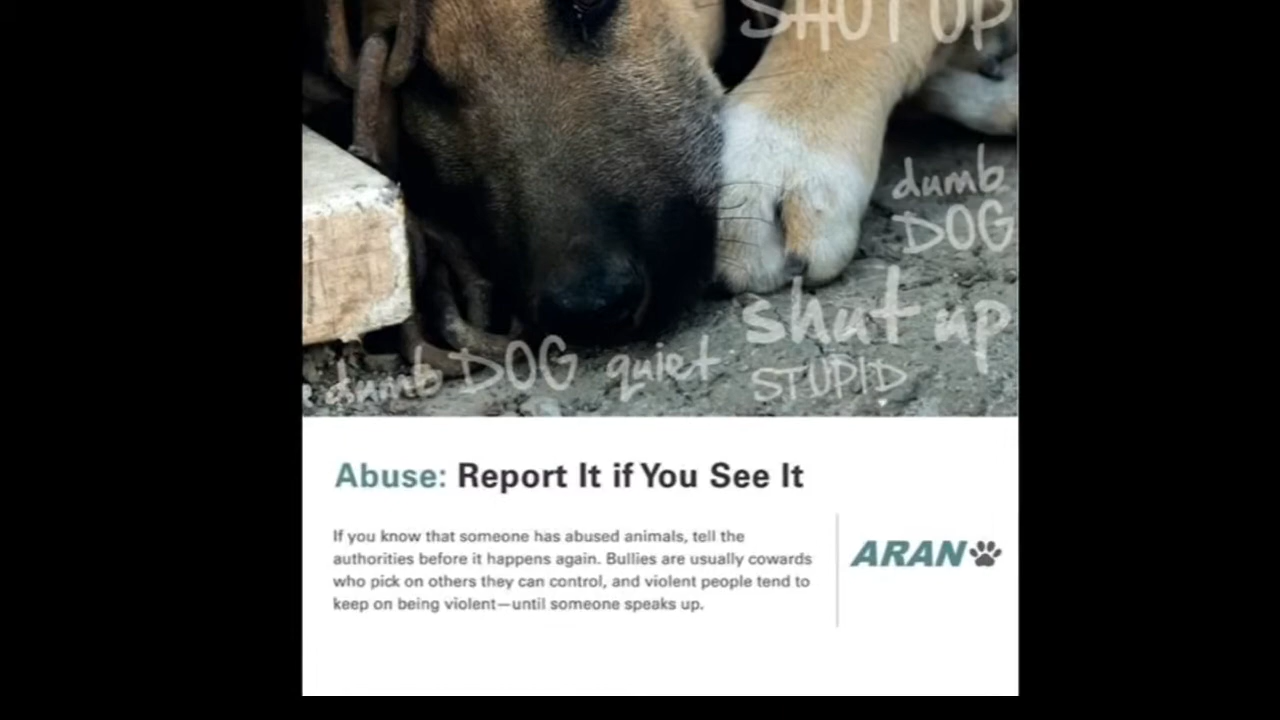 SHUT UP
dumb
DOG
shut up
dumb DOG quiet
STUPID
Abuse: Report It if You See It
If you know that someone has abused animals, tell the
authorities before it happens again. Bullies are usually cowards
who pick on others they can control, and violent people tend to
keep on being violent—until someone speaks up.
ARAN